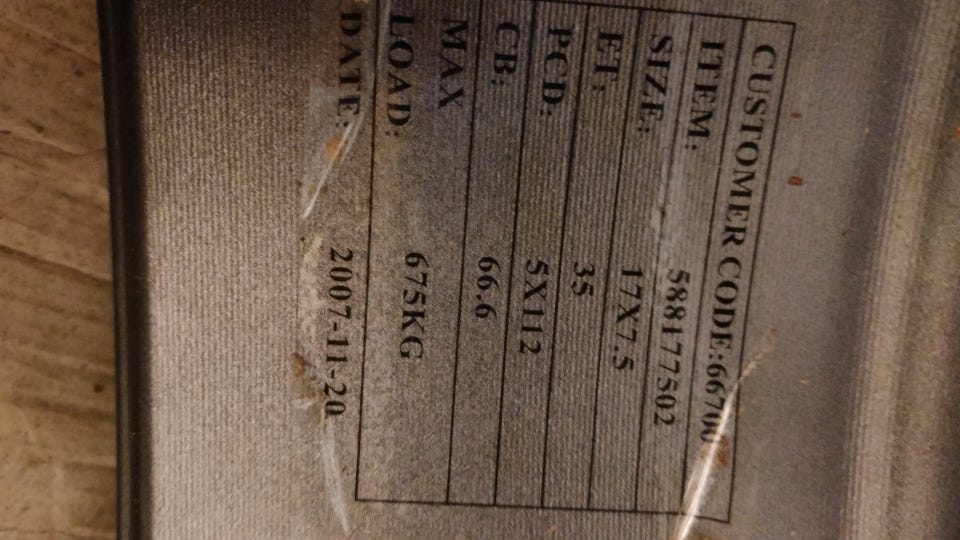 CUSTOMER CODE:66700
ITEM: 588177502
SIZE: 17X7.5
ET: 35
PCD: 5X112
CB: 66.6
MAX
LOAD: 675KG
DATE: 2007-11-20